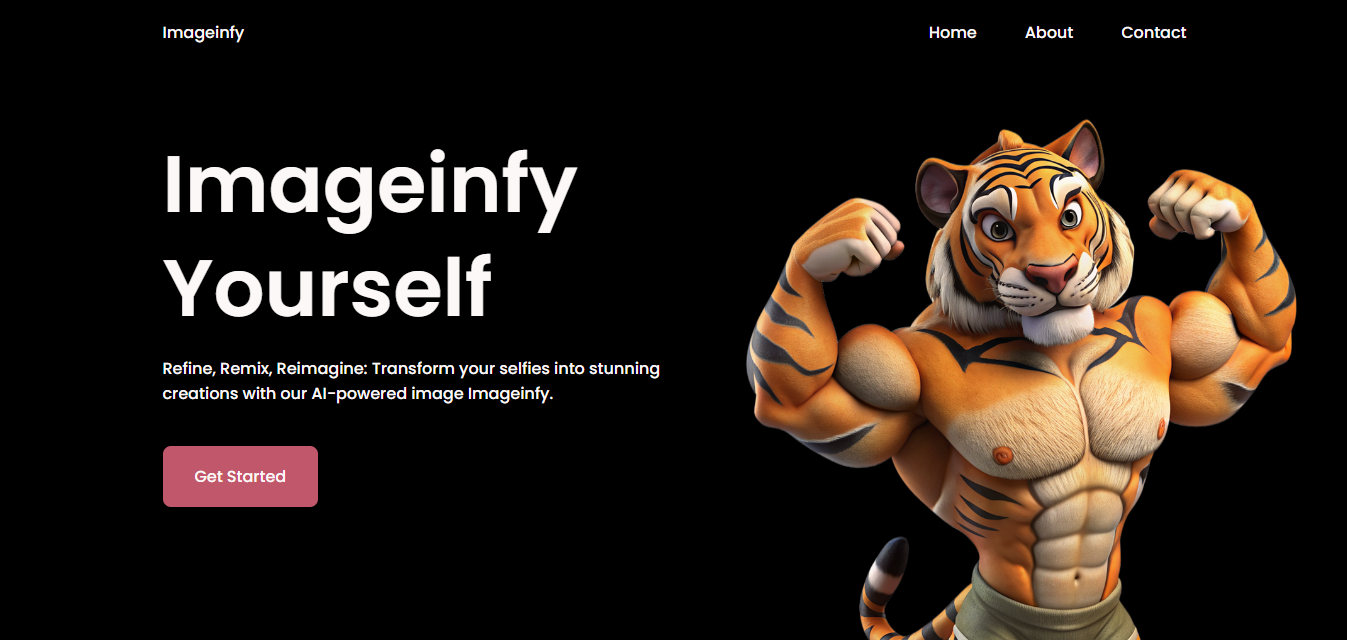 Imageinfy
Home About Contact
Imageinfy
Yourself
Refine, Remix, Reimagine: Transform your selfies into stunning
creations with our AI-powered image Imageinfy.
Get Started